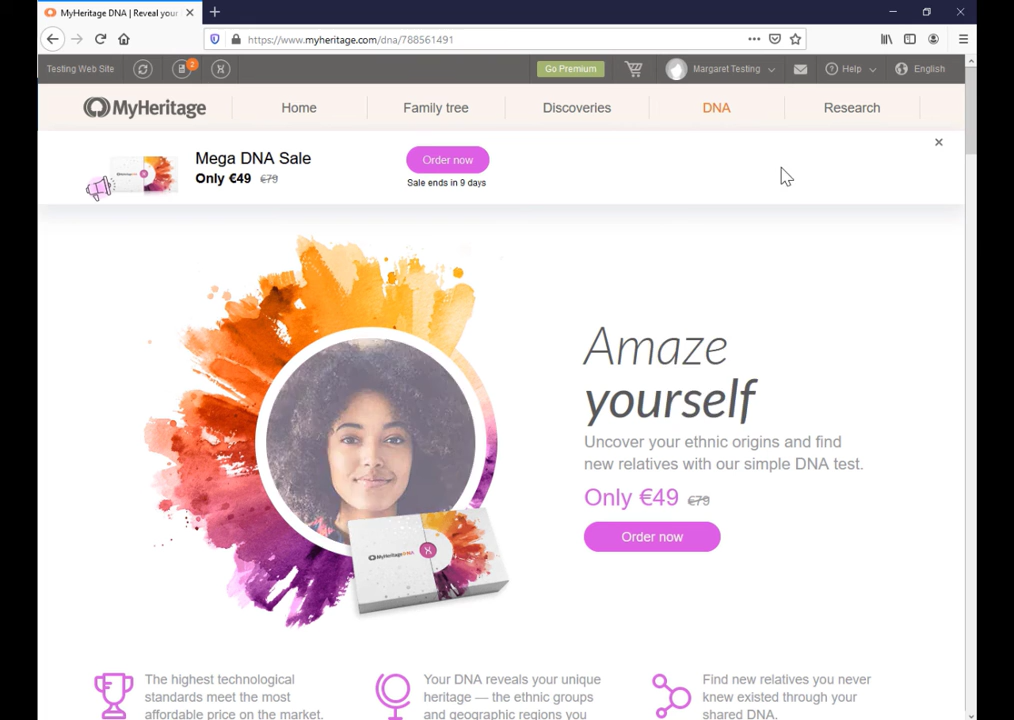 MyHeritage DNA | Reveal your
https://www.myheritage.com/dna/788561491
Testing Web Site
2
Go Premium
Margaret Testing
Help
English
MyHeritage
Home
Family tree
Discoveries
DNA
Research
Mega DNA Sale
Only €49 €79
Order now
Sale ends in 9 days
Amaze
yourself
Uncover your ethnic origins and find
new relatives with our simple DNA test.
Only €49 €79
Order now
MyHeritage DNA
The highest technological
standards meet the most
affordable price on the market.
Your DNA reveals your unique
heritage — the ethnic groups
and geographic regions you
Find new relatives you never
knew existed through your
shared DNA.